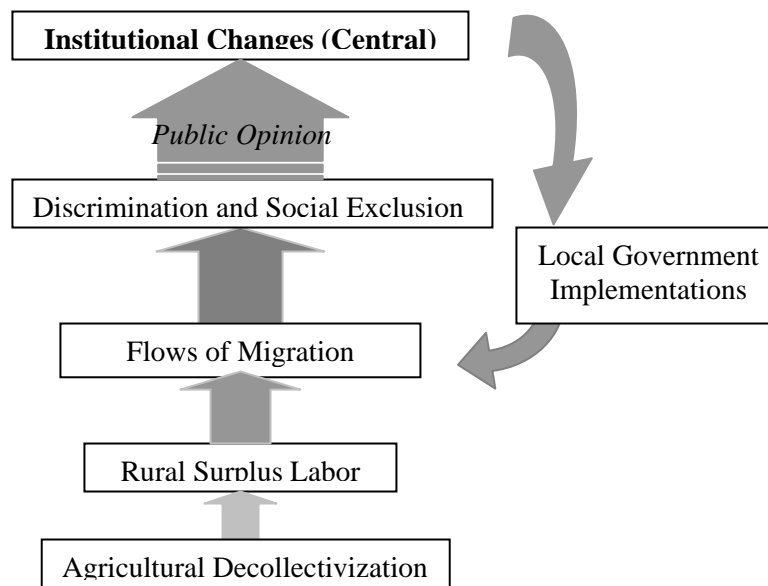 Institutional Changes (Central)
Public Opinion
Discrimination and Social Exclusion
Local Government
Implementations
Flows of Migration
Rural Surplus Labor
Agricultural Decollectivization